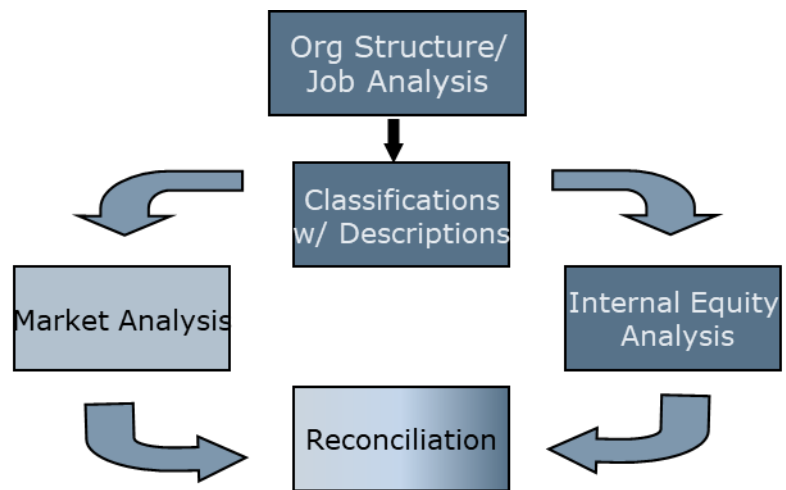 Org Structure/
Job Analysis
Classifications
w/ Descriptions
Market Analysis
Internal Equity
Analysis
Reconciliation